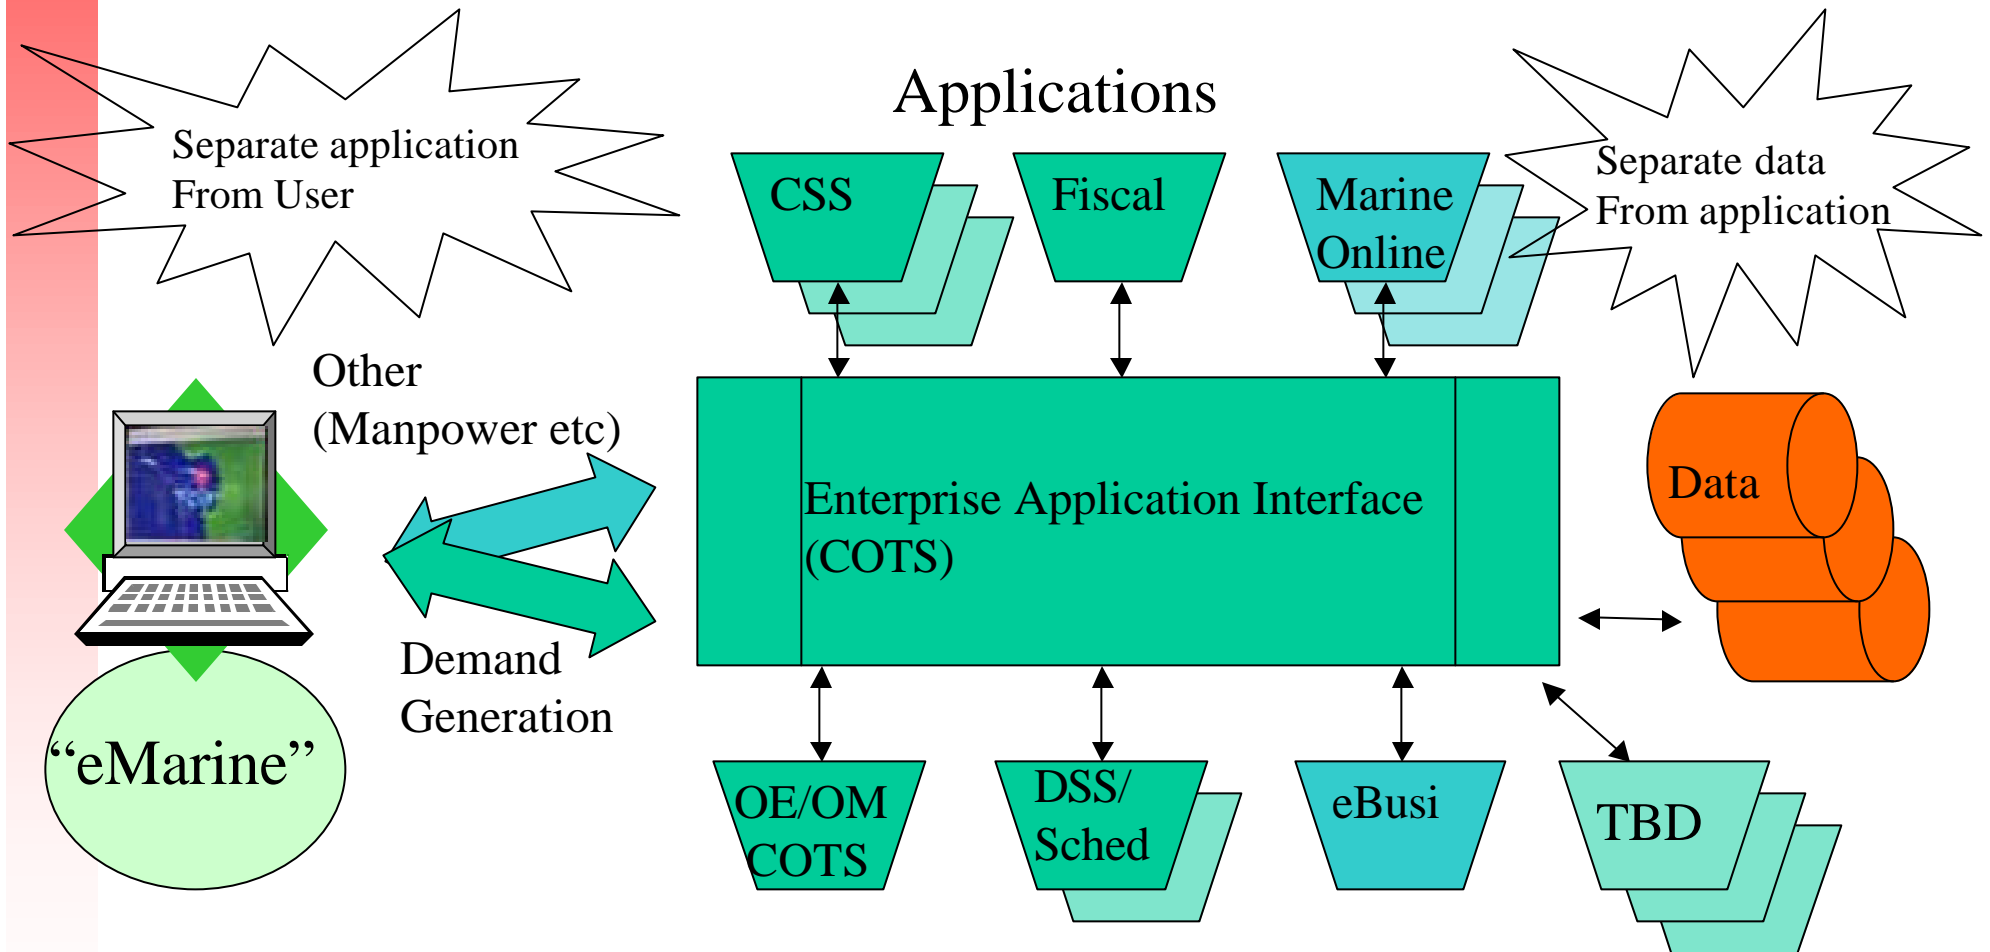 Applications
Separate application
From User
Separate data
From application
CSS
Fiscal
Marine
Online
Other
(Manpower etc)
Enterprise Application Interface
(COTS)
Data
Demand
Generation
“eMarine”
OE/OM
COTS
DSS/
Sched
eBusi
TBD